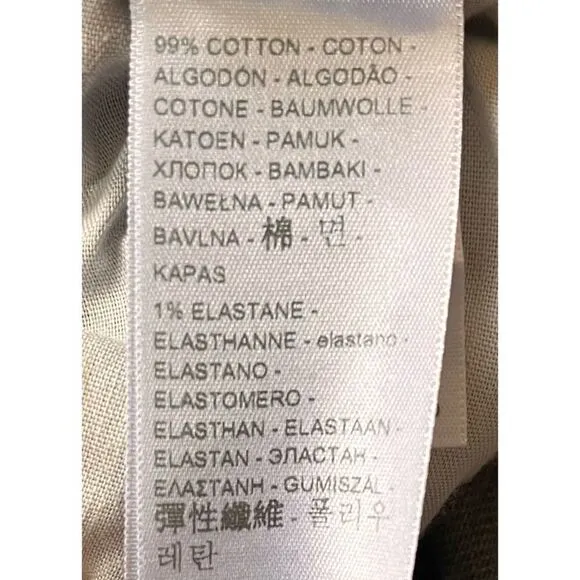 99% COTTON - COTON -
ALGODÓN - ALGODÃO -
COTONE - BAUMWOLLE -
KATOEN - PAMUK -
ХЛОПОК - BAMBAKI -
BAWEŁNA - PAMUT -
BAVLNA - 棉 - 면 -
KAPAS
1% ELASTANE -
ELASTHANNE - elastano -
ELASTANO -
ELASTOMERO -
ELASTHAN - ELASTAAN -
ELASTAN - ЭЛАСТАН -
ΕΛΑΣΤΑΝΗ - GUMISZÁL -
彈性纖維 - 폴리우
레탄